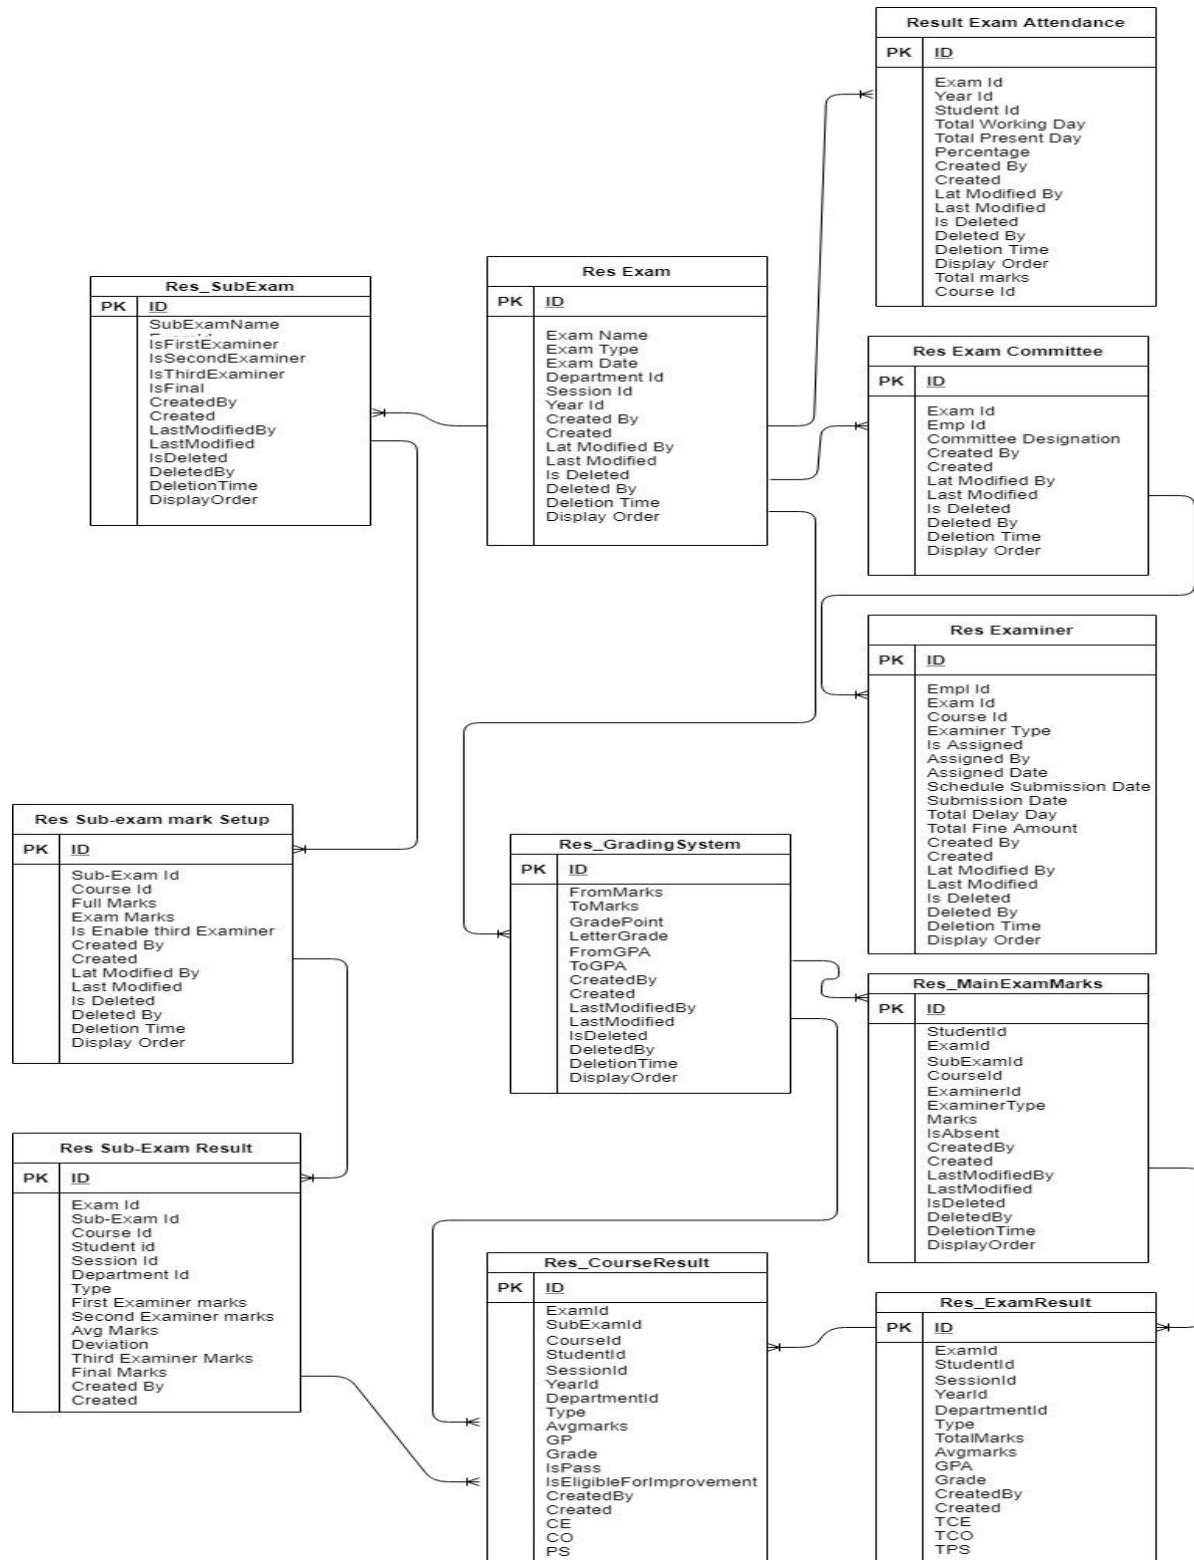 Result Exam Attendance
PK ID
Exam Id
Year Id
Student Id
Total Working Day
Total Present Day
Percentage
Created By
Created
Lat Modified By
Last Modified
Is Deleted
Deleted By
Deletion Time
Display Order
Total marks
Course Id
Res_SubExam
PK ID
SubExamName
IsFirstExaminer
IsSecondExaminer
IsThirdExaminer
IsFinal
CreatedBy
Created
LastModifiedBy
LastModified
IsDeleted
DeletedBy
DeletionTime
DisplayOrder
Res Exam
PK ID
Exam Name
Exam Type
Exam Date
Department Id
Session Id
Year Id
Created By
Created
Lat Modified By
Last Modified
Is Deleted
Deleted By
Deletion Time
Display Order
Res Exam Committee
PK ID
Exam Id
Emp Id
Committee Designation
Created By
Created
Lat Modified By
Last Modified
Is Deleted
Deleted By
Deletion Time
Display Order
Res Examiner
PK ID
Empl Id
Exam Id
Course Id
Examiner Type
Is Assigned
Assigned By
Assigned Date
Schedule Submission Date
Submission Date
Total Delay Day
Total Fine Amount
Created By
Created
Lat Modified By
Last Modified
Is Deleted
Deleted By
Deletion Time
Display Order
Res Sub-exam mark Setup
PK ID
Sub-Exam Id
Course Id
Full Marks
Exam Marks
Is Enable third Examiner
Created By
Created
Lat Modified By
Last Modified
Is Deleted
Deleted By
Deletion Time
Display Order
Res_GradingSystem
PK ID
FromMarks
ToMarks
GradePoint
LetterGrade
FromGPA
ToGPA
CreatedBy
Created
LastModifiedBy
LastModified
IsDeleted
DeletedBy
DeletionTime
DisplayOrder
Res_MainExamMarks
PK ID
StudentId
ExamId
SubExamId
CourseId
ExaminerId
ExaminerType
Marks
IsAbsent
CreatedBy
Created
LastModifiedBy
LastModified
IsDeleted
DeletedBy
DeletionTime
DisplayOrder
Res Sub-Exam Result
PK ID
Exam Id
Sub-Exam Id
Course Id
Student id
Session Id
Department Id
Type
First Examiner marks
Second Examiner marks
Avg Marks
Deviation
Third Examiner Marks
Final Marks
Created By
Created
Res_CourseResult
PK ID
ExamId
SubExamId
CourseId
StudentId
SessionId
YearId
DepartmentId
Type
Avgmarks
GP
Grade
IsPass
IsEligibleForImprovement
CreatedBy
Created
CE
CO
PS
Res_ExamResult
PK ID
ExamId
StudentId
SessionId
YearId
DepartmentId
Type
TotalMarks
Avgmarks
GPA
Grade
CreatedBy
Created
TCE
TCO
TPS